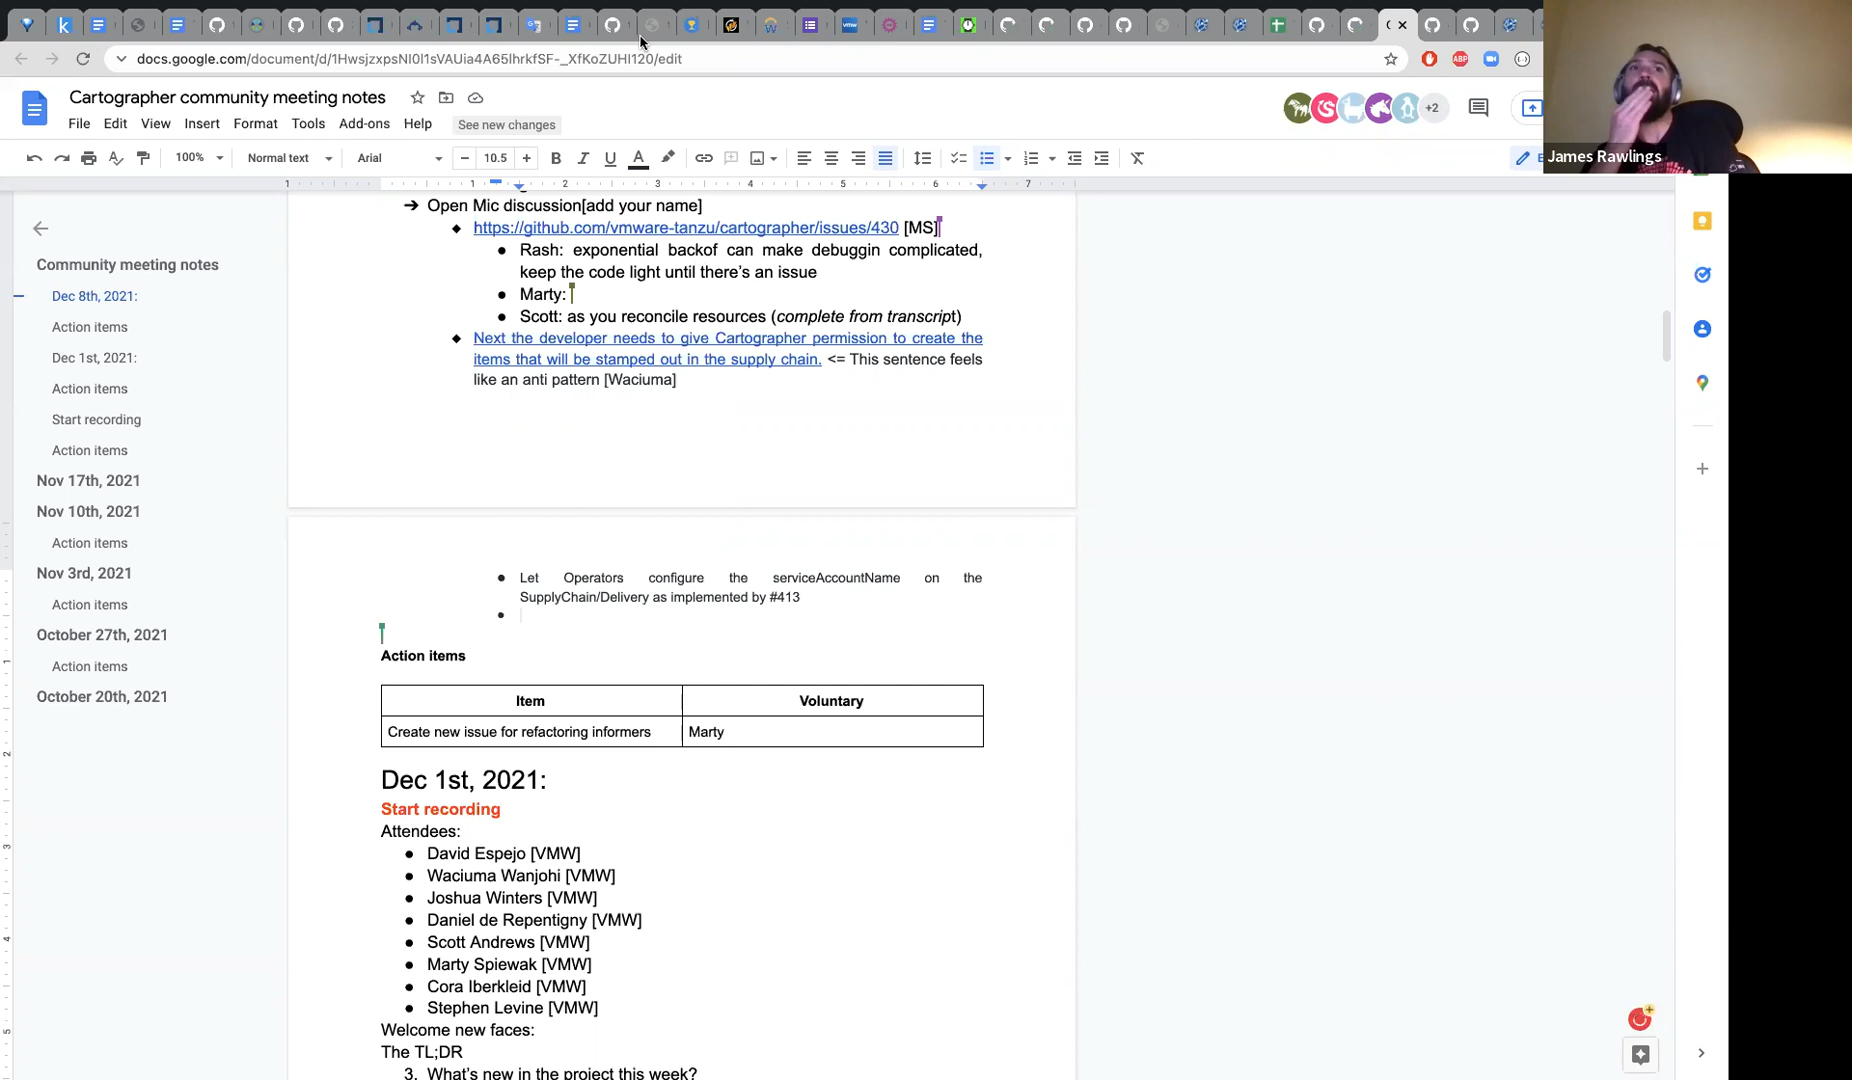 docs.google.com/document/d/1HwsjzxpsNI0l1sVAUia4A65lhrkfSF-_XfKoZUHI120/edit
Cartographer community meeting notes
+2
File Edit View Insert Format Tools Add-ons Help See new changes
100% Normal text Arial 10.5
James Rawlings
1 1 2 3 4 5 6 7
Open Mic discussion[add your name]
https://github.com/vmware-tanzu/cartographer/issues/430 [MS]
Rash: exponential backof can make debuggin complicated,
keep the code light until there's an issue
Marty:
Scott: as you reconcile resources (complete from transcript)
Next the developer needs to give Cartographer permission to create the
items that will be stamped out in the supply chain. <= This sentence feels
like an anti pattern [Waciuma]
Community meeting notes
Dec 8th, 2021:
Action items
Dec 1st, 2021:
Action items
Start recording
Action items
Nov 17th, 2021
Nov 10th, 2021
Action items
Nov 3rd, 2021
Action items
October 27th, 2021
Action items
October 20th, 2021
Let Operators configure the serviceAccountName on the
SupplyChain/Delivery as implemented by #413
Action items
Item Voluntary
Create new issue for refactoring informers Marty
Dec 1st, 2021:
Start recording
Attendees:
David Espejo [VMW]
Waciuma Wanjohi [VMW]
Joshua Winters [VMW]
Daniel de Repentigny [VMW]
Scott Andrews [VMW]
Marty Spiewak [VMW]
Cora Iberkleid [VMW]
Stephen Levine [VMW]
Welcome new faces:
The TL;DR
3. What's new in the project this week?